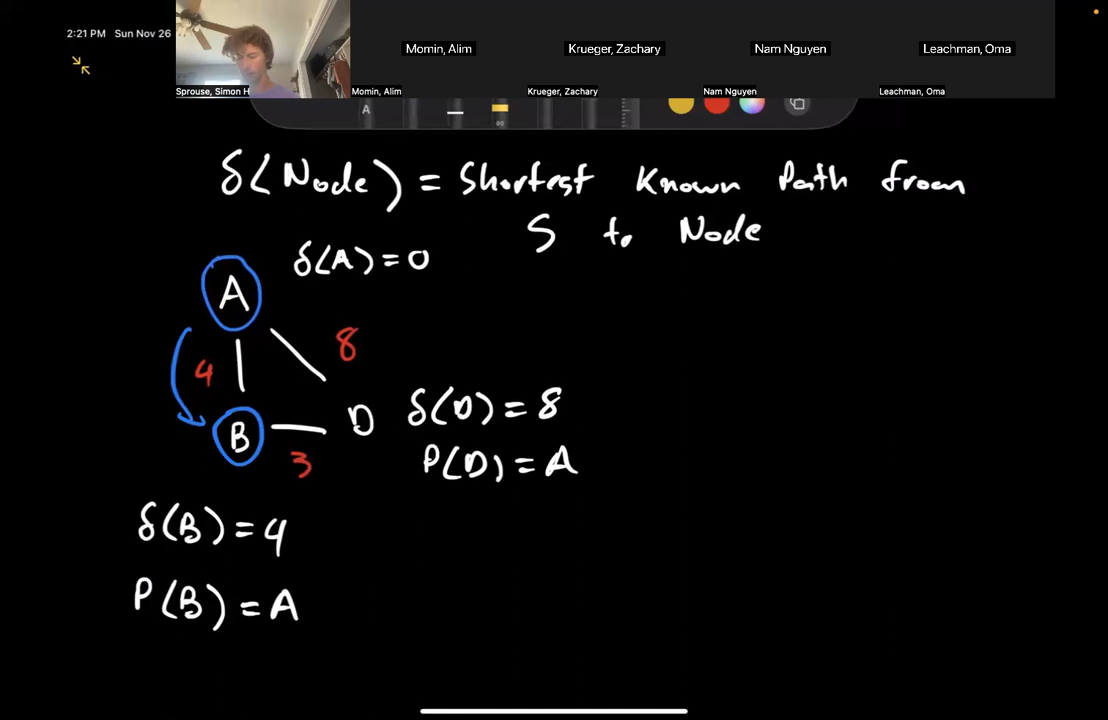 2:21 PM Sun Nov 26
Momin, Alim
Krueger, Zachary
Nam Nguyen
Leachman, Oma
Sprouse, Simon H
Momin, Alim
Krueger, Zachary
Nam Nguyen
Leachman, Oma
A
80
δ(Node) = Shortest Known Path from
S to Node
δ(A) = 0
A
8
4
B
D
δ(D) = 8
3
P(D) = A
δ(B) = 4
P(B) = A